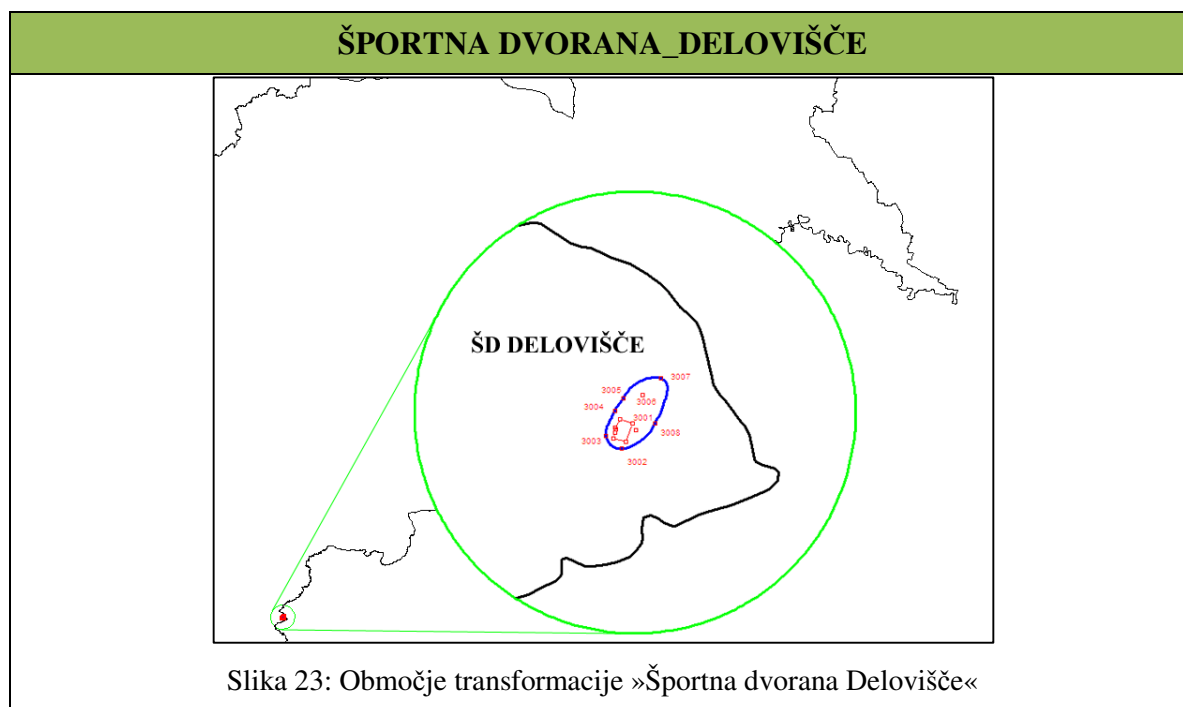 ŠPORTNA DVORANA_DELOVIŠČE
ŠD DELOVIŠČE
3007
3005
3006
3004
3001
3008
3003
3002
Slika 23: Območje transformacije »Športna dvorana Delovišče«